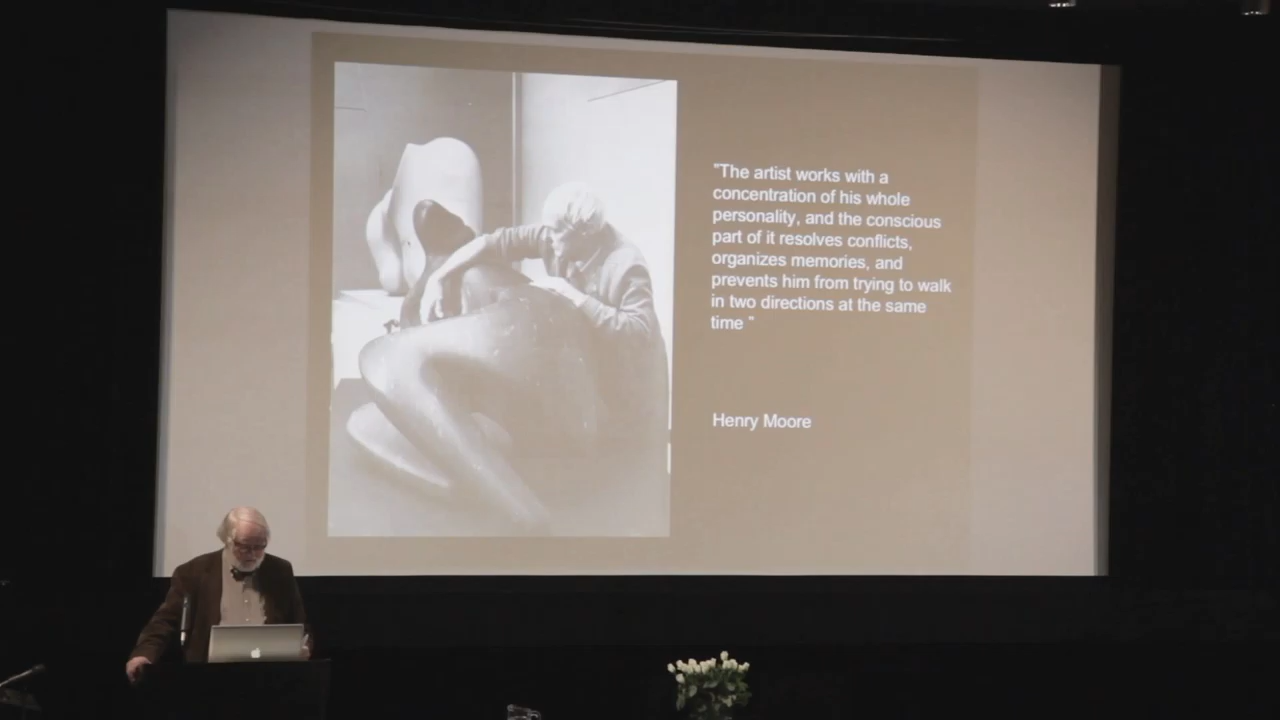 "The artist works with a
concentration of his whole
personality, and the conscious
part of it resolves conflicts,
organizes memories, and
prevents him from trying to walk
in two directions at the same
time "
Henry Moore